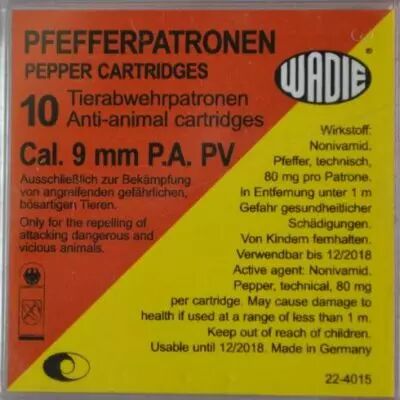 PFEFFERPATRONEN
PEPPER CARTRIDGES
WADIE
®
10 Tierabwehrpatronen
Anti-animal cartridges
Cal. 9 mm P.A. PV
Ausschließlich zur Bekämpfung
von angreifenden gefährlichen,
bösartigen Tieren.
Only for the repelling of
attacking dangerous and
vicious animals.
Wirkstoff:
Nonivamid.
Pfeffer, technisch,
80 mg pro Patrone.
In Entfernung unter 1 m
Gefahr gesundheitlicher
Schädigungen.
Von Kindern fernhalten.
Verwendbar bis 12/2018
Active agent: Nonivamid.
Pepper, technical, 80 mg
per cartridge. May cause damage to
health if used at a range of less than 1 m.
Keep out of reach of children.
Usable until 12/2018. Made in Germany
22-4015